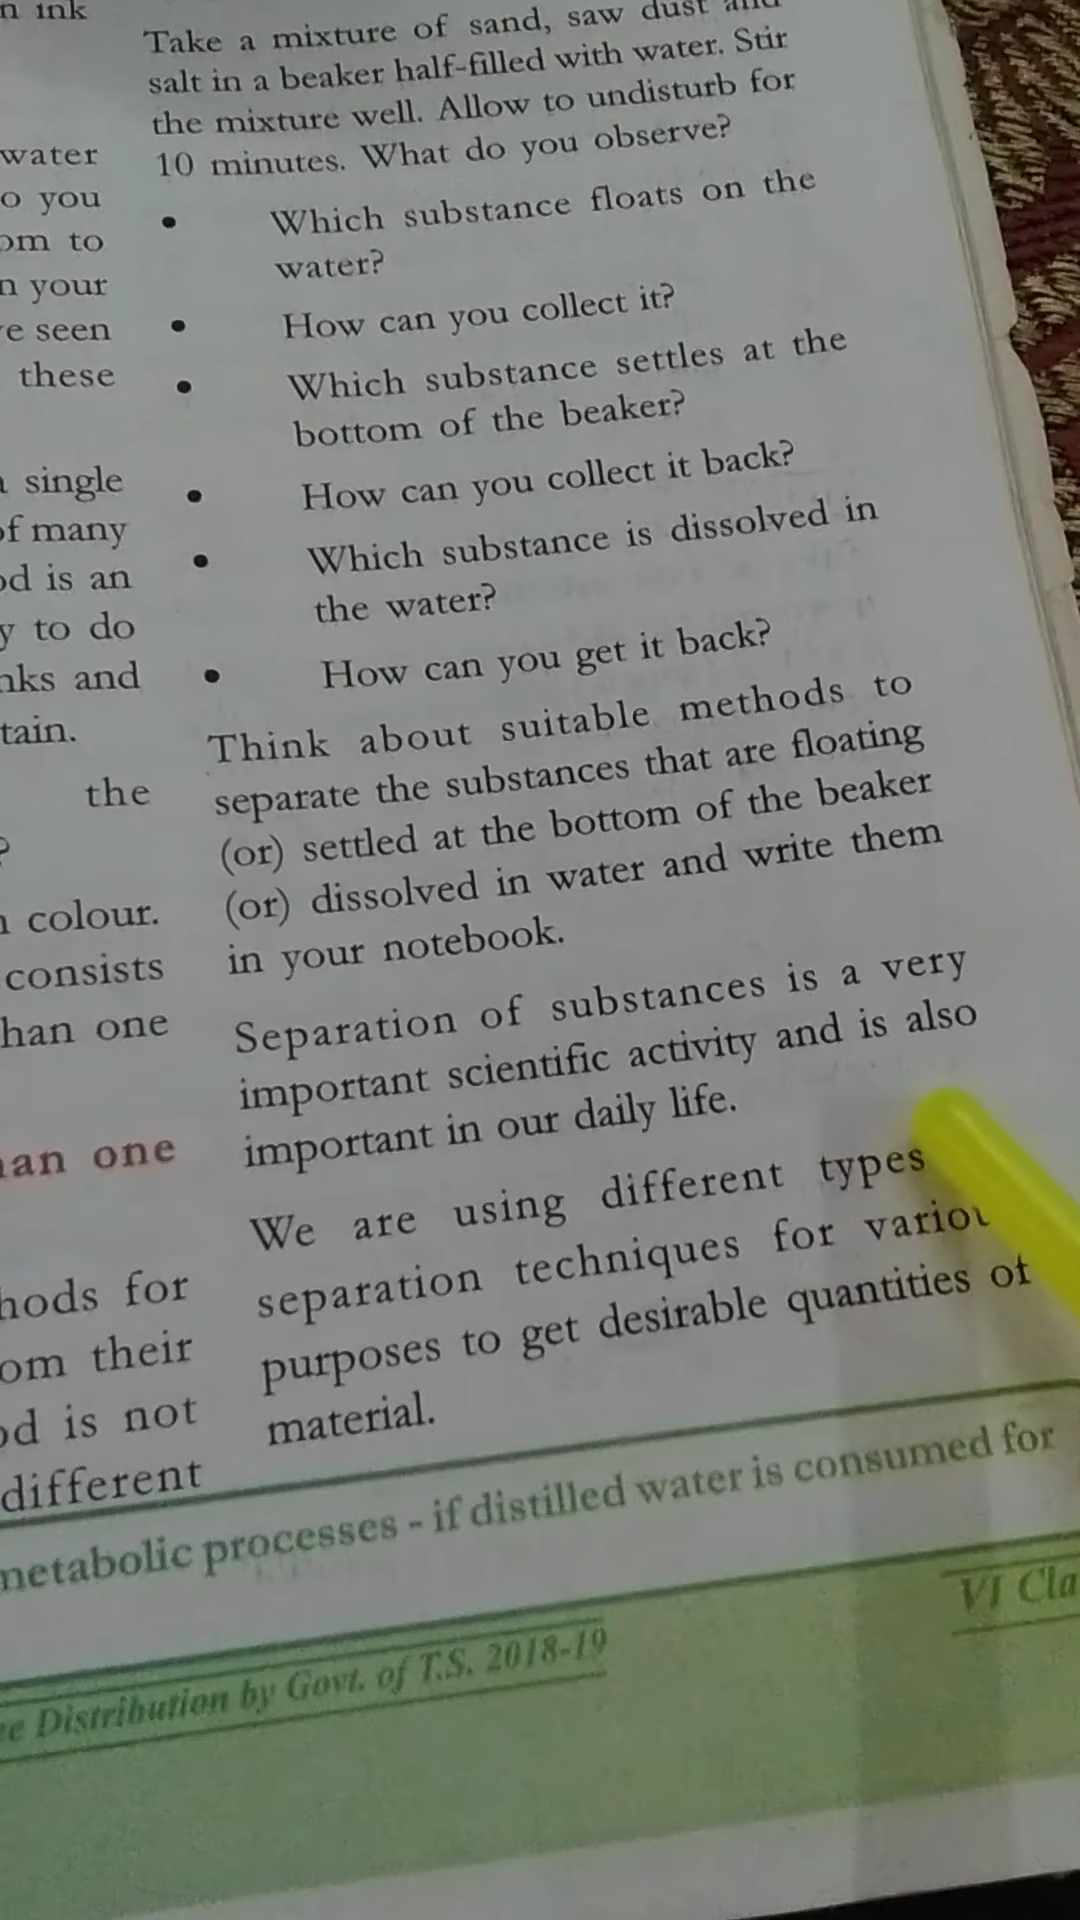 n ink
water
o you
om to
n your
e seen
these
a single
of many
od is an
y to do
nks and
tain.
the
?
n colour.
consists
han one
an one
hods for
om their
od is not
different
Take a mixture of sand, saw dust and
salt in a beaker half-filled with water. Stir
the mixture well. Allow to undisturb for
10 minutes. What do you observe?
• Which substance floats on the
water?
• How can you collect it?
• Which substance settles at the
bottom of the beaker?
• How can you collect it back?
• Which substance is dissolved in
the water?
• How can you get it back?
Think about suitable methods to
separate the substances that are floating
(or) settled at the bottom of the beaker
(or) dissolved in water and write them
in your notebook.
Separation of substances is a very
important scientific activity and is also
important in our daily life.
We are using different types
separation techniques for variou
purposes to get desirable quantities of
material.
metabolic processes - if distilled water is consumed for
ee Distribution by Govt. of T.S. 2018-19
VI Cla